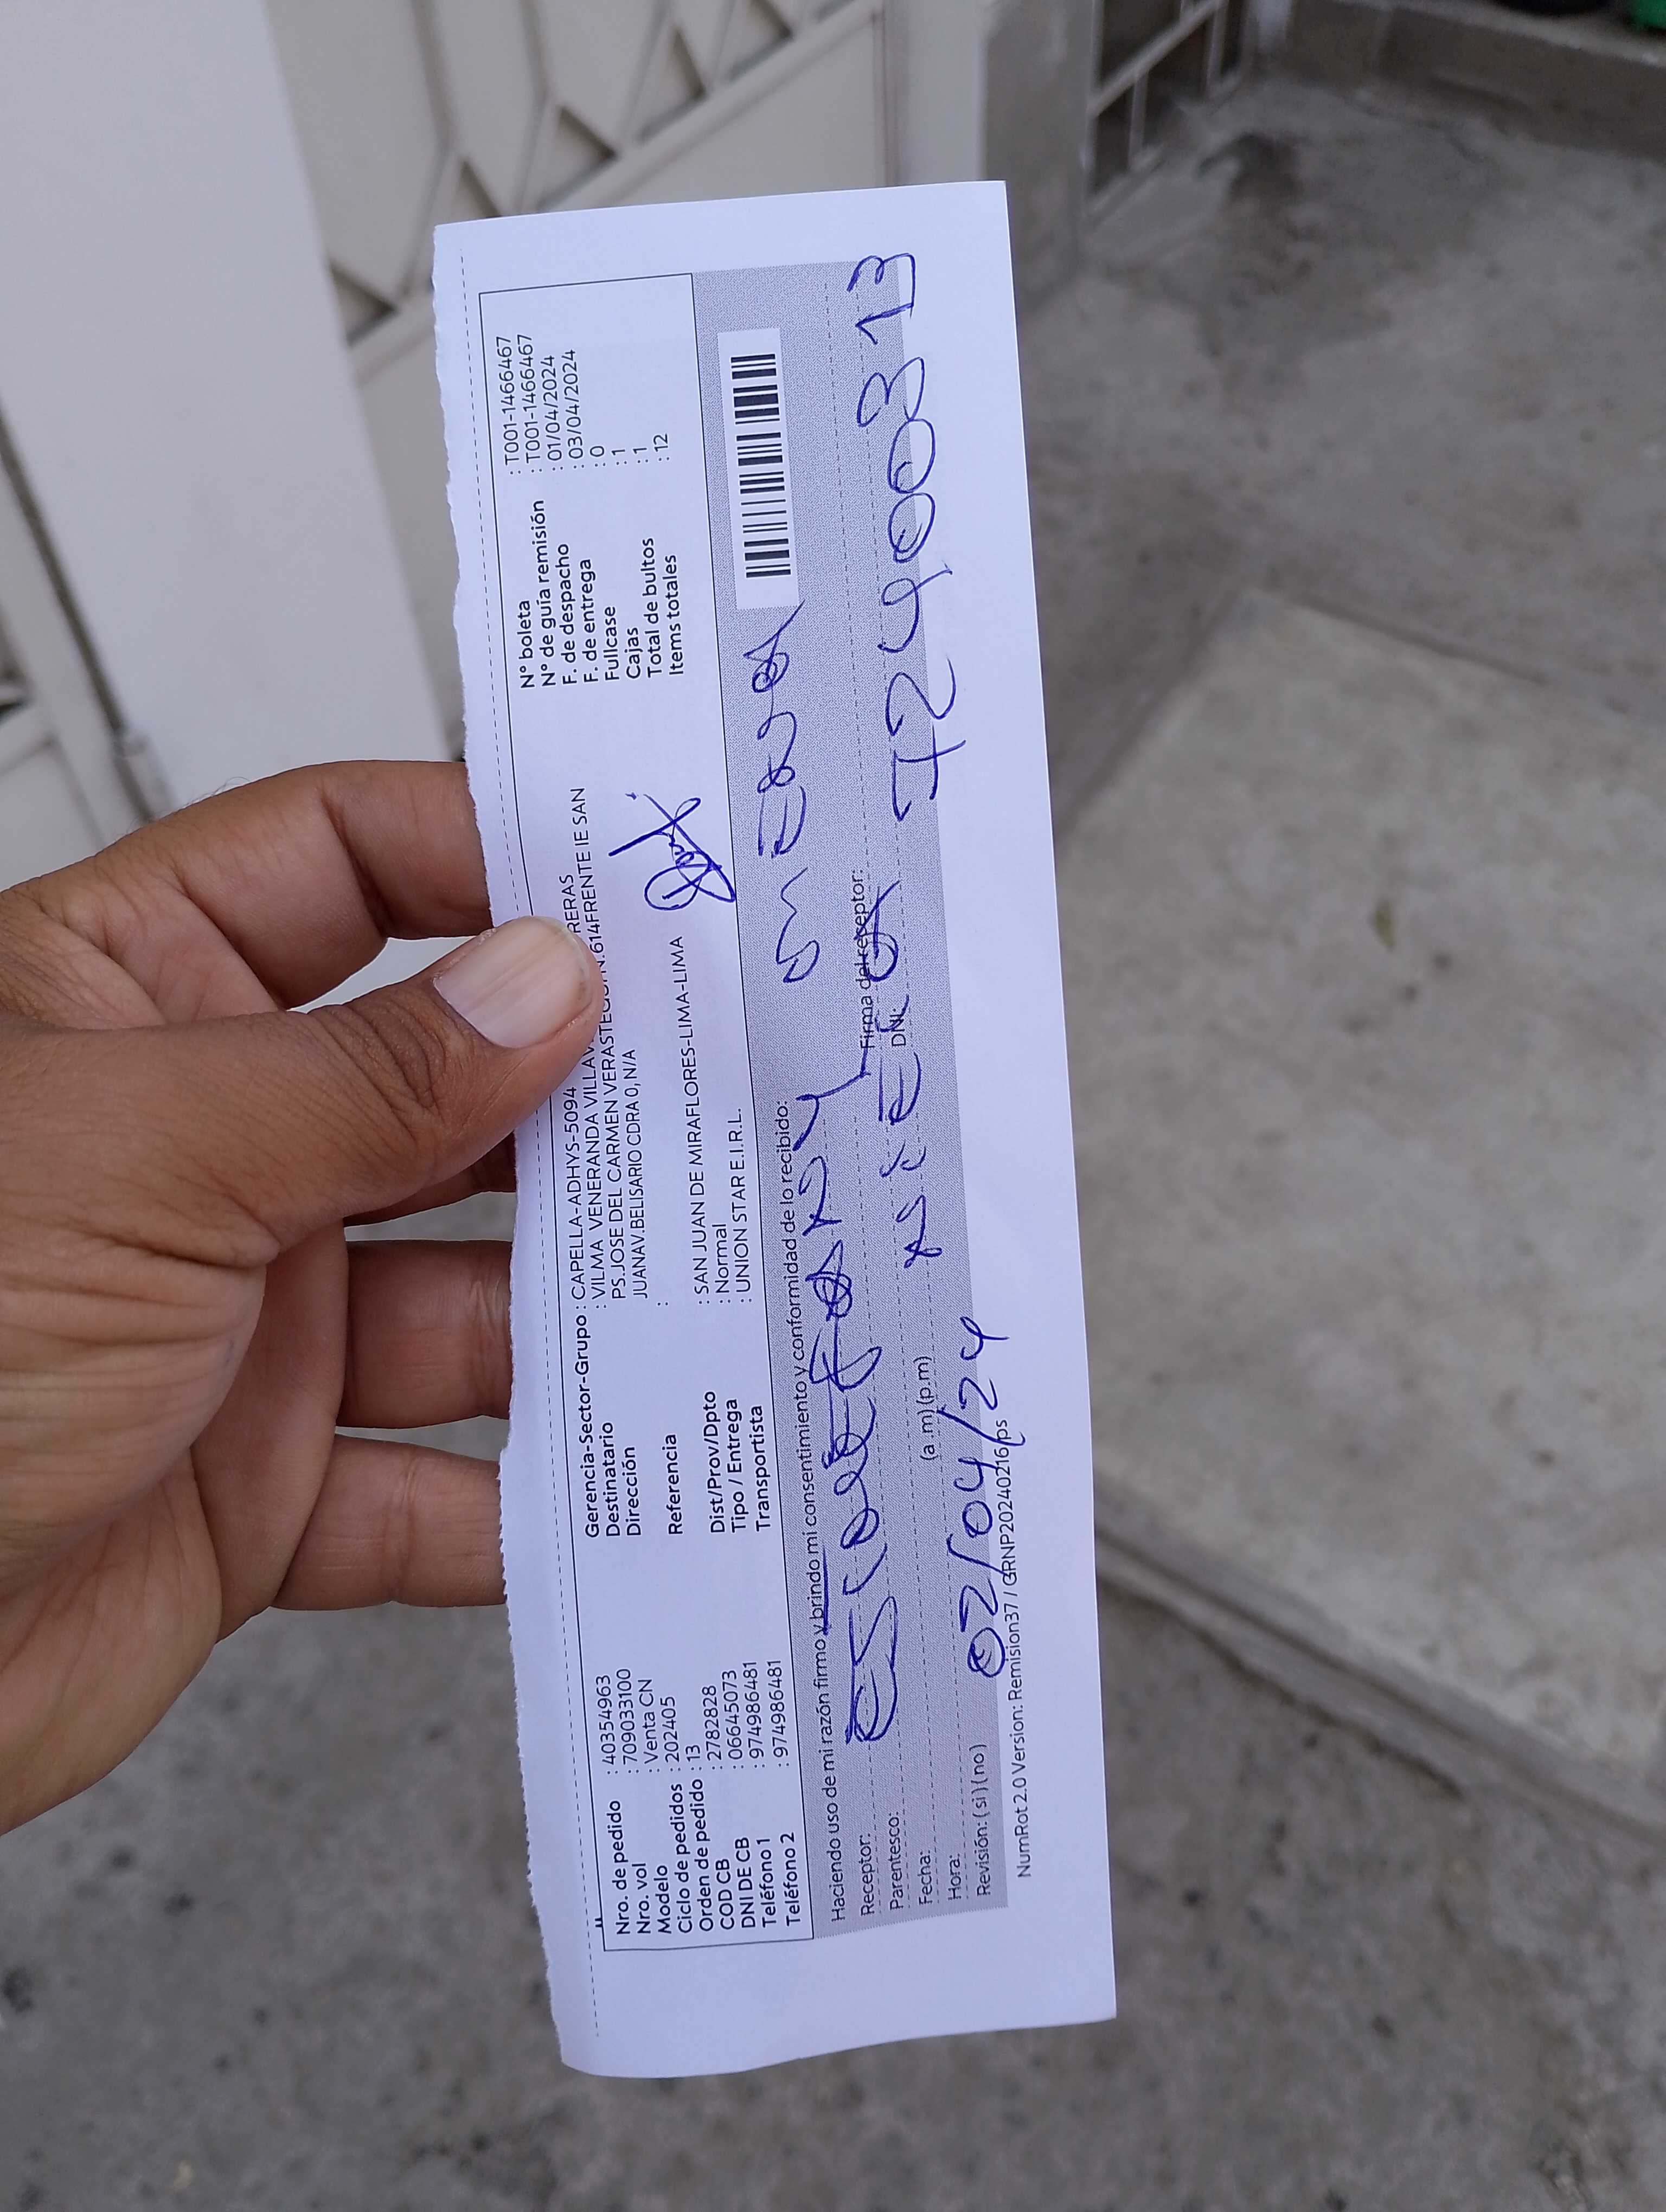 Nro. de pedido : 40354963
Nro. vol : 709033100
Modelo : Venta CN
Ciclo de pedidos : 202405
Orden de pedido : 13
COD CB : 2782828
DNI DE CB : 06645073
Teléfono 1 : 974986481
Teléfono 2 : 974986481
Gerencia-Sector-Grupo : CAPELLA-ADHYS-5094
Destinatario : VILMA VENERANDA RERAS
Dirección PS.JOSE DEL CARMEN 614FRENTE IE SAN
JUANAV.BELISARIO CDRA 0, N/A
Referencia :
Dist/Prov/Dpto : SAN JUAN DE MIRAFLORES-LIMA-LIMA
Tipo / Entrega : Normal
Transportista : UNION STAR E.I.R.L.
N° boleta : T001-1466467
N° de guía remisión : T001-1466467
F. de despacho : 01/04/2024
F. de entrega : 03/04/2024
Fullcase : 0
Cajas : 1
Total de bultos : 1
Items totales : 12
Haciendo uso de mi razón firmo y brindo mi consentimiento y conformidad de lo recibido:
Receptor:
Parentesco:
Firma del receptor:
DNI: 42400313
Fecha:
(a .m) (p.m)
Hora: 02/04/24
Revisión: ( si ) ( no )
NumRot 2.0 Version: Remision37 / GRNP20240216/ps